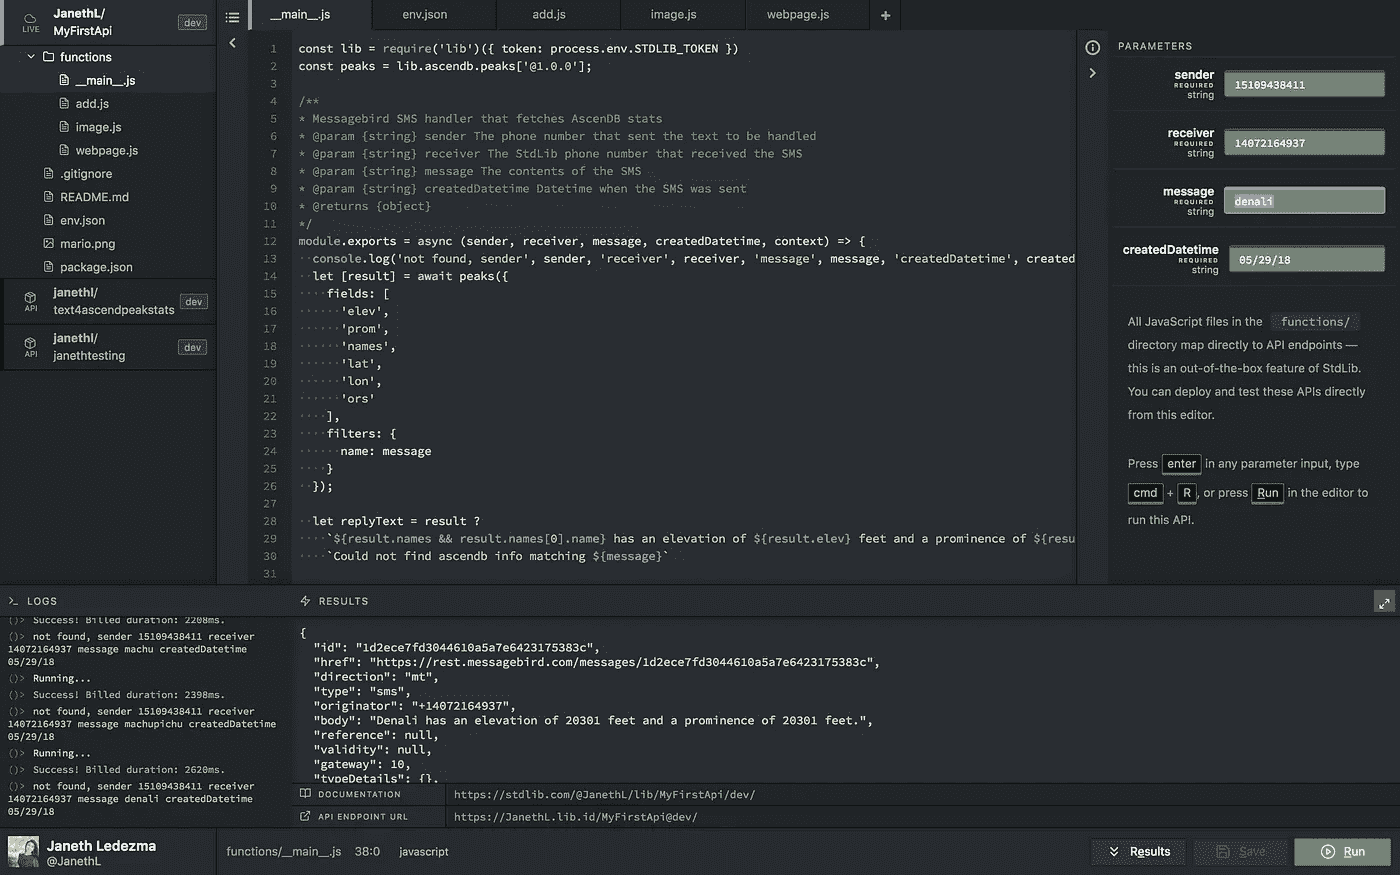 JanethL/
MyFirstApi
LIVE
dev
functions
__main__.js
add.js
image.js
webpage.js
.gitignore
README.md
env.json
mario.png
package.json
janethl/
text4ascendpeakstats
API
dev
janethl/
janethtesting
API
dev
__main__.js
env.json
add.js
image.js
webpage.js
+
1 const lib = require('lib')({ token: process.env.STDLIB_TOKEN })
2 const peaks = lib.ascendb.peaks['@1.0.0'];
3
4 /**
5 * Messagebird SMS handler that fetches AscenDB stats
6 * @param {string} sender The phone number that sent the text to be handled
7 * @param {string} receiver The StdLib phone number that received the SMS
8 * @param {string} message The contents of the SMS
9 * @param {string} createdDatetime Datetime when the SMS was sent
10 * @returns {object}
11 */
12 module.exports = async (sender, receiver, message, createdDatetime, context) => {
13 ··console.log('not found, sender', sender, 'receiver', receiver, 'message', message, 'createdDatetime', created
14 ··let [result] = await peaks({
15 ····fields: [
16 ······'elev',
17 ······'prom',
18 ······'names',
19 ······'lat',
20 ······'lon',
21 ······'ors'
22 ····],
23 ····filters: {
24 ······name: message
25 ····}
26 ··});
27
28 ··let replyText = result ?
29 ····`${result.names && result.names[0].name} has an elevation of ${result.elev} feet and a prominence of ${resu
30 ····`Could not find ascendb info matching ${message}`
31
PARAMETERS
sender
REQUIRED
string
15109438411
receiver
REQUIRED
string
14072164937
message
REQUIRED
string
denali
createdDatetime
REQUIRED
string
05/29/18
All JavaScript files in the functions/
directory map directly to API endpoints —
this is an out-of-the-box feature of StdLib.
You can deploy and test these APIs directly
from this editor.
Press enter in any parameter input, type
cmd + R, or press Run in the editor to
run this API.
LOGS
()> Success! Billed duration: 2208ms.
()> not found, sender 15109438411 receiver
14072164937 message machu createdDatetime
05/29/18
()> Running...
()> Success! Billed duration: 2398ms.
()> not found, sender 15109438411 receiver
14072164937 message machupichu createdDatetime
05/29/18
()> Running...
()> Success! Billed duration: 2620ms.
()> not found, sender 15109438411 receiver
14072164937 message denali createdDatetime
05/29/18
RESULTS
{
"id": "1d2ece7fd3044610a5a7e6423175383c",
"href": "https://rest.messagebird.com/messages/1d2ece7fd3044610a5a7e6423175383c",
"direction": "mt",
"type": "sms",
"originator": "+14072164937",
"body": "Denali has an elevation of 20301 feet and a prominence of 20301 feet.",
"reference": null,
"validity": null,
"gateway": 10,
"typeDetails": {},
DOCUMENTATION https://stdlib.com/@JanethL/lib/MyFirstApi/dev/
API ENDPOINT URL https://JanethL.lib.id/MyFirstApi@dev/
Janeth Ledezma
@JanethL
functions/__main__.js 38:0 javascript
Results
Save
Run